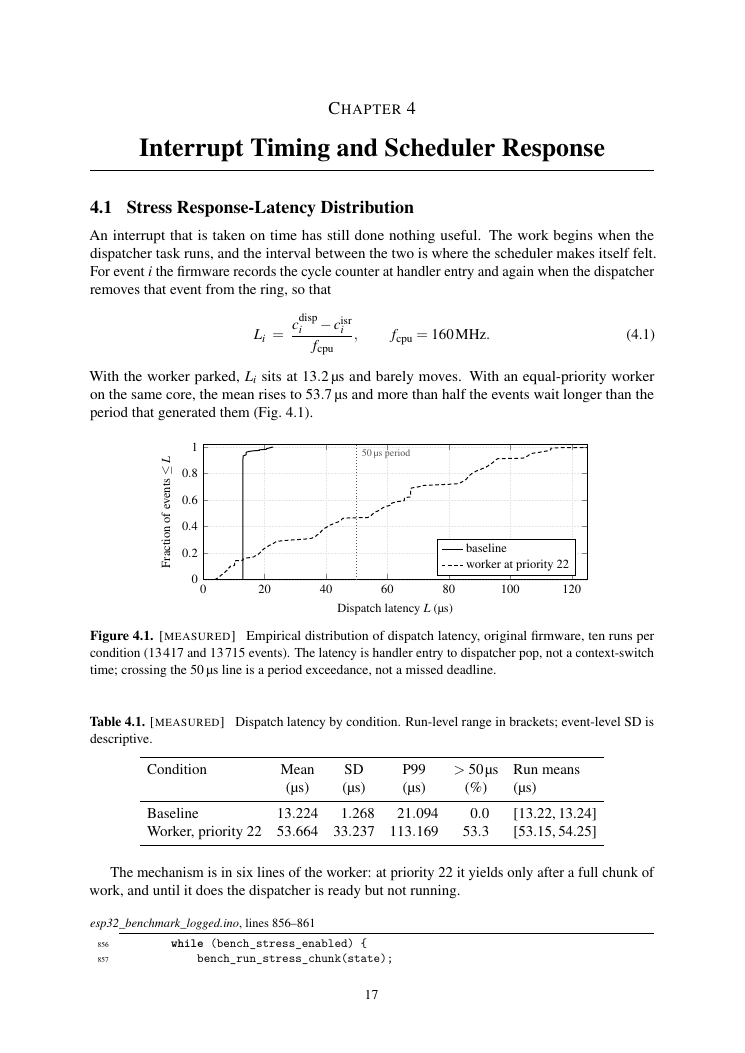 CHAPTER 4
Interrupt Timing and Scheduler Response
4.1 Stress Response-Latency Distribution
An interrupt that is taken on time has still done nothing useful. The work begins when the
dispatcher task runs, and the interval between the two is where the scheduler makes itself felt.
For event i the firmware records the cycle counter at handler entry and again when the dispatcher
removes that event from the ring, so that
L_i = (c_i^disp − c_i^isr) / f_cpu, f_cpu = 160 MHz. (4.1)
With the worker parked, L_i sits at 13.2 µs and barely moves. With an equal-priority worker
on the same core, the mean rises to 53.7 µs and more than half the events wait longer than the
period that generated them (Fig. 4.1).
Fraction of events ≤ L
1
0.8
0.6
0.4
0.2
0
50 µs period
baseline
worker at priority 22
0 20 40 60 80 100 120
Dispatch latency L (µs)
Figure 4.1. [MEASURED] Empirical distribution of dispatch latency, original firmware, ten runs per
condition (13 417 and 13 715 events). The latency is handler entry to dispatcher pop, not a context-switch
time; crossing the 50 µs line is a period exceedance, not a missed deadline.
Table 4.1. [MEASURED] Dispatch latency by condition. Run-level range in brackets; event-level SD is
descriptive.
Condition Mean SD P99 > 50 µs Run means
(µs) (µs) (µs) (%) (µs)
Baseline 13.224 1.268 21.094 0.0 [13.22, 13.24]
Worker, priority 22 53.664 33.237 113.169 53.3 [53.15, 54.25]
The mechanism is in six lines of the worker: at priority 22 it yields only after a full chunk of
work, and until it does the dispatcher is ready but not running.
esp32_benchmark_logged.ino, lines 856–861
856 while (bench_stress_enabled) {
857 bench_run_stress_chunk(state);
17